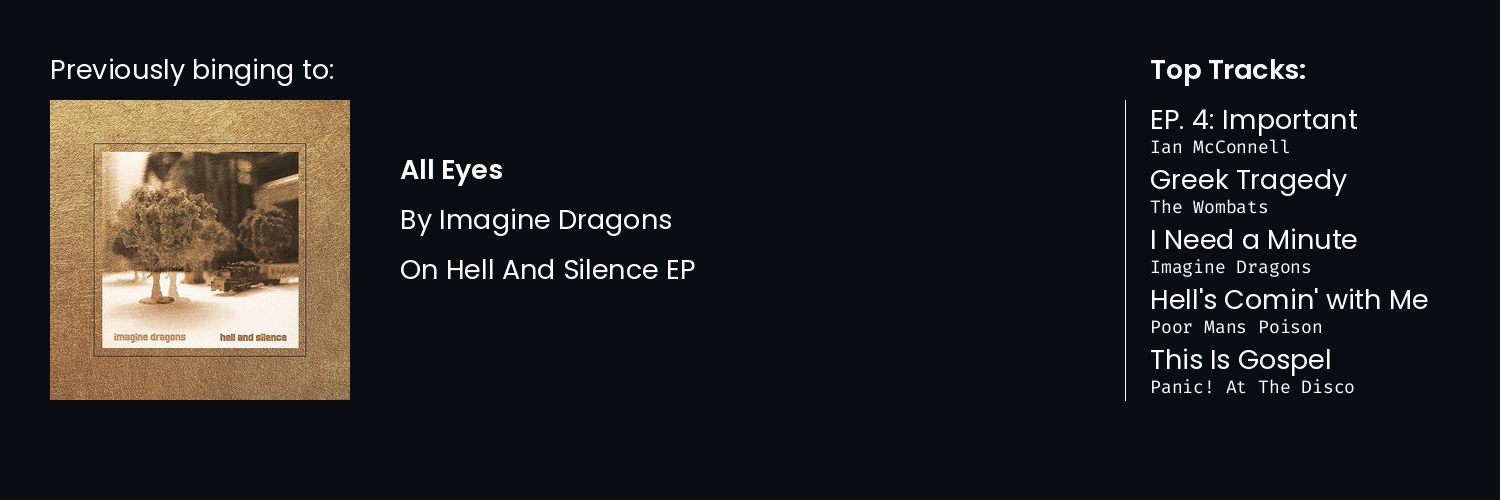 Previously binging to:
imagine dragons
hell and silence
All Eyes
By Imagine Dragons
On Hell And Silence EP
Top Tracks:
EP. 4: Important
Ian McConnell
Greek Tragedy
The Wombats
I Need a Minute
Imagine Dragons
Hell's Comin' with Me
Poor Mans Poison
This Is Gospel
Panic! At The Disco